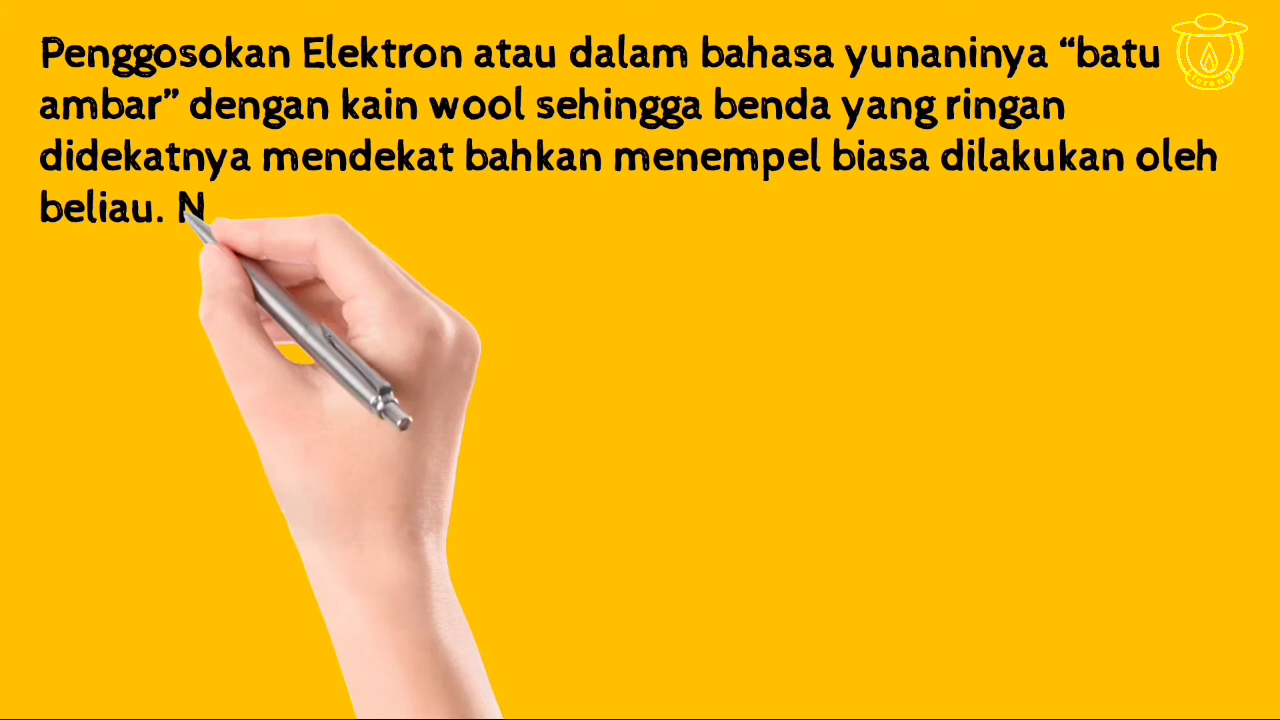 Penggosokan Elektron atau dalam bahasa yunaninya “batu
ambar” dengan kain wool sehingga benda yang ringan
didekatnya mendekat bahkan menempel biasa dilakukan oleh
beliau. N